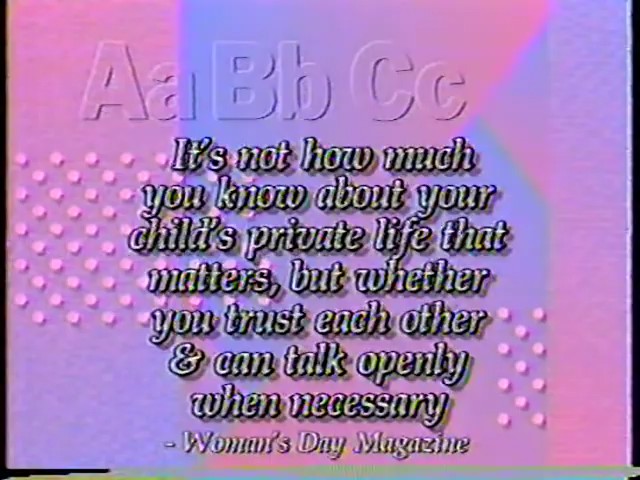 Aa Bb Cc
It's not how much
you know about your
child's private life that
matters, but whether
you trust each other
& can talk openly
when necessary
- Woman's Day Magazine